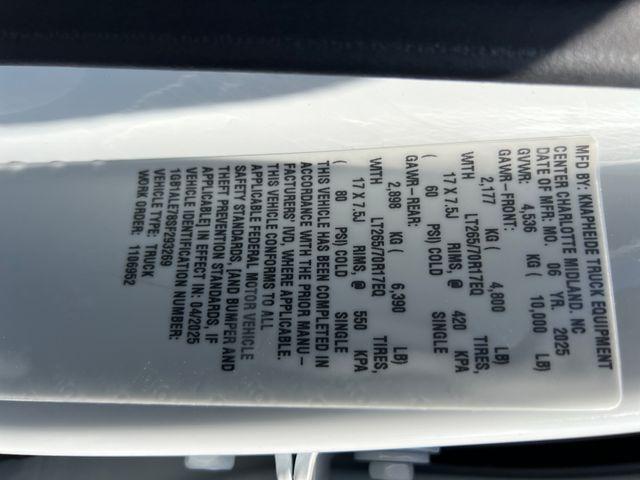 MFD BY: KNAPHEIDE TRUCK EQUIPMENT
CENTER CHARLOTTE MIDLAND. NC
DATE OF MFR: MO. 06 YR. 2025
GVWR: 4,536 KG ( 10,000 LB)
GAWR-FRONT:
2,177 KG ( 4,800 LB)
WITH LT265/70R17EQ TIRES,
17 X 7.5J RIMS, @ 420 KPA
( 60 PSI) COLD SINGLE
GAWR-REAR:
2,898 KG ( 6,390 LB)
WITH LT265/70R17EQ TIRES,
17 X 7.5J RIMS, @ 550 KPA
( 80 PSI) COLD SINGLE
THIS VEHICLE HAS BEEN COMPLETED IN
ACCORDANCE WITH THE PRIOR MANU-
FACTURERS' IVD, WHERE APPLICABLE.
THIS VEHICLE CONFORMS TO ALL
APPLICABLE FEDERAL MOTOR VEHICLE
SAFETY STANDARDS, [AND BUMPER AND
THEFT PREVENTION STANDARDS, IF
APPLICABLE] IN EFFECT IN: 04/2025
VEHICLE IDENTIFICATION NUMBER:
1GB1ALE78SF293269
VEHICLE TYPE: TRUCK
WORK ORDER: 1106952